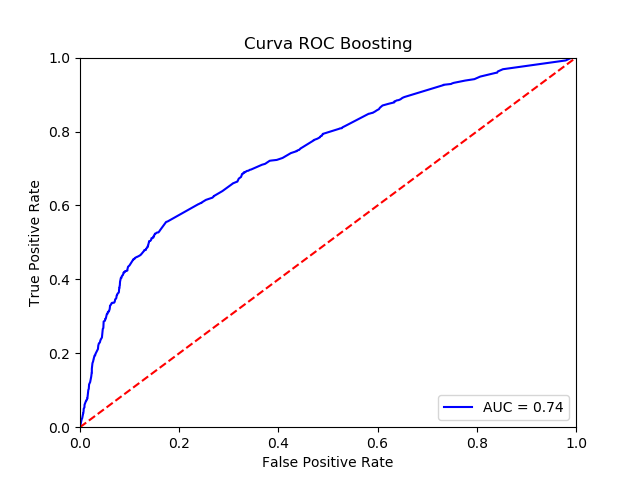 Curva ROC Boosting
1.0
0.8
0.6
0.4
0.2
0.0
True Positive Rate
AUC = 0.74
0.0 0.2 0.4 0.6 0.8 1.0
False Positive Rate